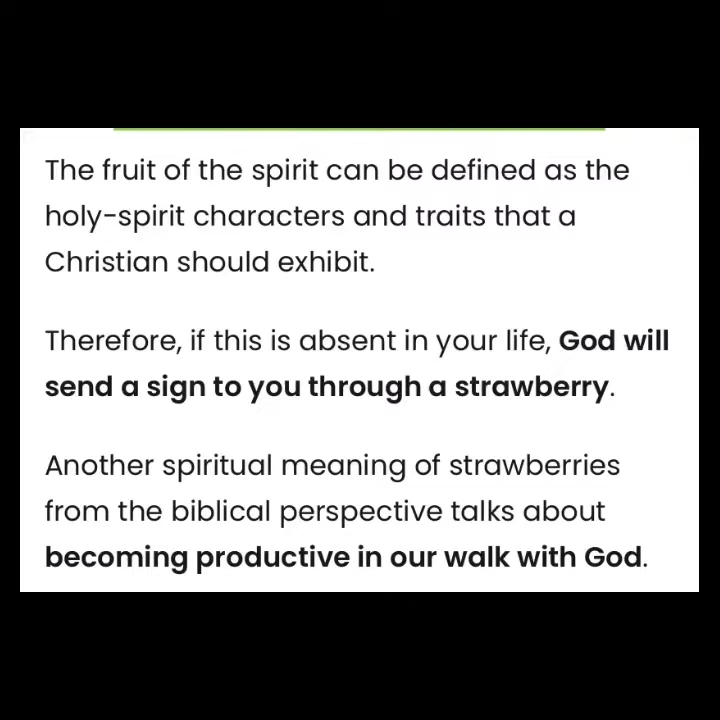 The fruit of the spirit can be defined as the
holy-spirit characters and traits that a
Christian should exhibit.
Therefore, if this is absent in your life, God will
send a sign to you through a strawberry.
Another spiritual meaning of strawberries
from the biblical perspective talks about
becoming productive in our walk with God.